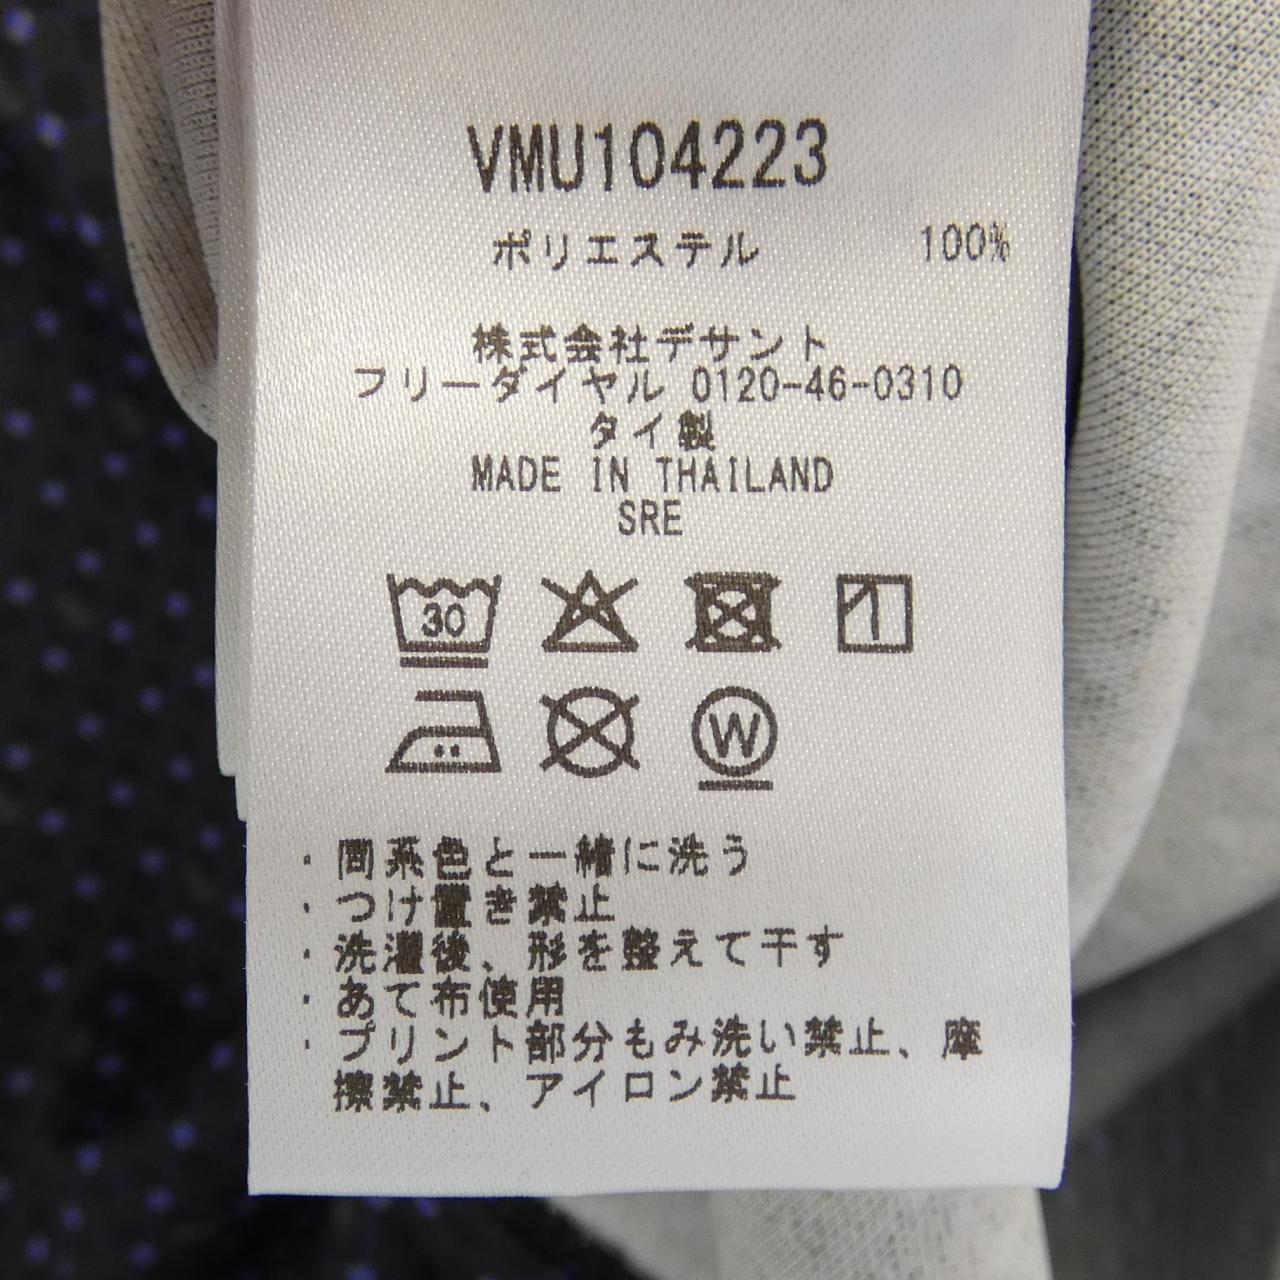 VMU104223
ポリエステル 100%
株式会社デサント
フリーダイヤル 0120-46-0310
タイ製
MADE IN THAILAND
SRE
30
W
・同系色と一緒に洗う
・つけ置き禁止
・洗濯後、形を整えて干す
・あて布使用
・プリント部分もみ洗い禁止、摩
擦禁止、アイロン禁止